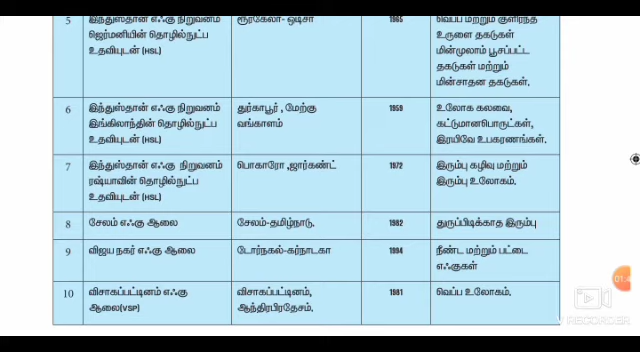 5 இந்துஸ்தான் எஃகு நிறுவனம் ரூர்கேலா- ஒடிசா 1965 வெப்ப மற்றும் குளிர்ந்த
ஜெர்மனியின் தொழில்நுட்ப உருளை தகடுகள்
உதவியுடன் (HSL) மின்முலாம் பூசப்பட்ட
தகடுகள் மற்றும்
மின்சாதன தகடுகள்.
6 இந்துஸ்தான் எஃகு நிறுவனம் துர்காபூர் , மேற்கு 1959 உலோக கலவை,
இங்கிலாந்தின் தொழில்நுட்ப வங்காளம் கட்டுமானபொருட்கள்,
உதவியுடன் (HSL) இரயிவே உபகரணங்கள்.
7 இந்துஸ்தான் எஃகு நிறுவனம் பொகாரோ ,ஜார்கண்ட் 1972 இரும்பு கழிவு மற்றும்
ரஷ்யாவின் தொழில்நுட்ப இரும்பு உலோகம்.
உதவியுடன் (HSL)
8 சேலம் எஃகு ஆலை சேலம்-தமிழ்நாடு. 1982 துருப்பிடிக்காத இரும்பு
9 விஜய நகர் எஃகு ஆலை டோர்நகல்-கர்நாடகா 1994 நீண்ட மற்றும் பட்டை
எஃகுகள்
10 விசாகப்பட்டினம் எஃகு விசாகப்பட்டினம், 1981 வெப்ப உலோகம்.
ஆலை(VSP) ஆந்திரபிரதேசம்.
RECORDER